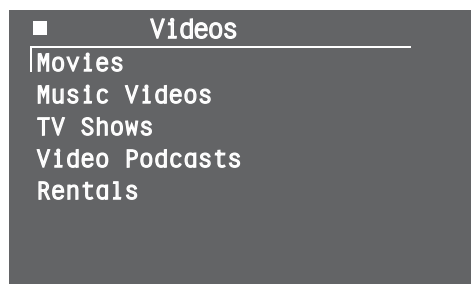 Videos
Movies
Music Videos
TV Shows
Video Podcasts
Rentals